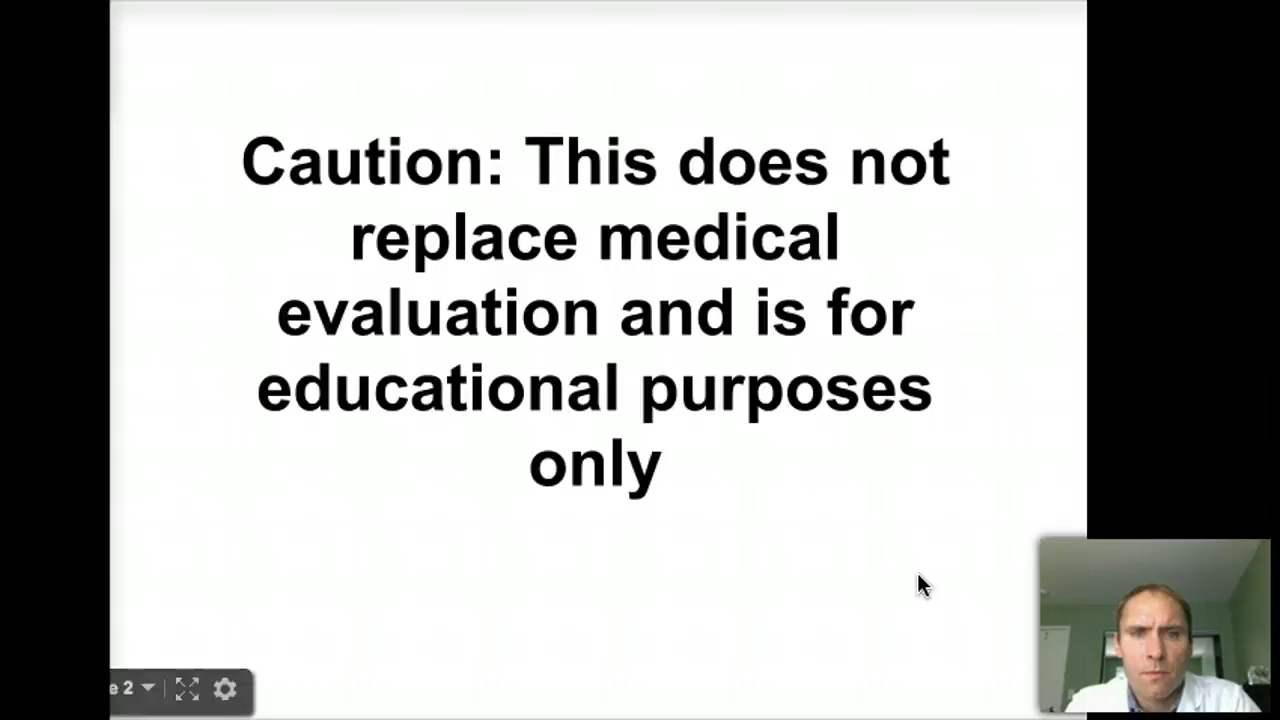 Caution: This does not
replace medical
evaluation and is for
educational purposes
only
e 2